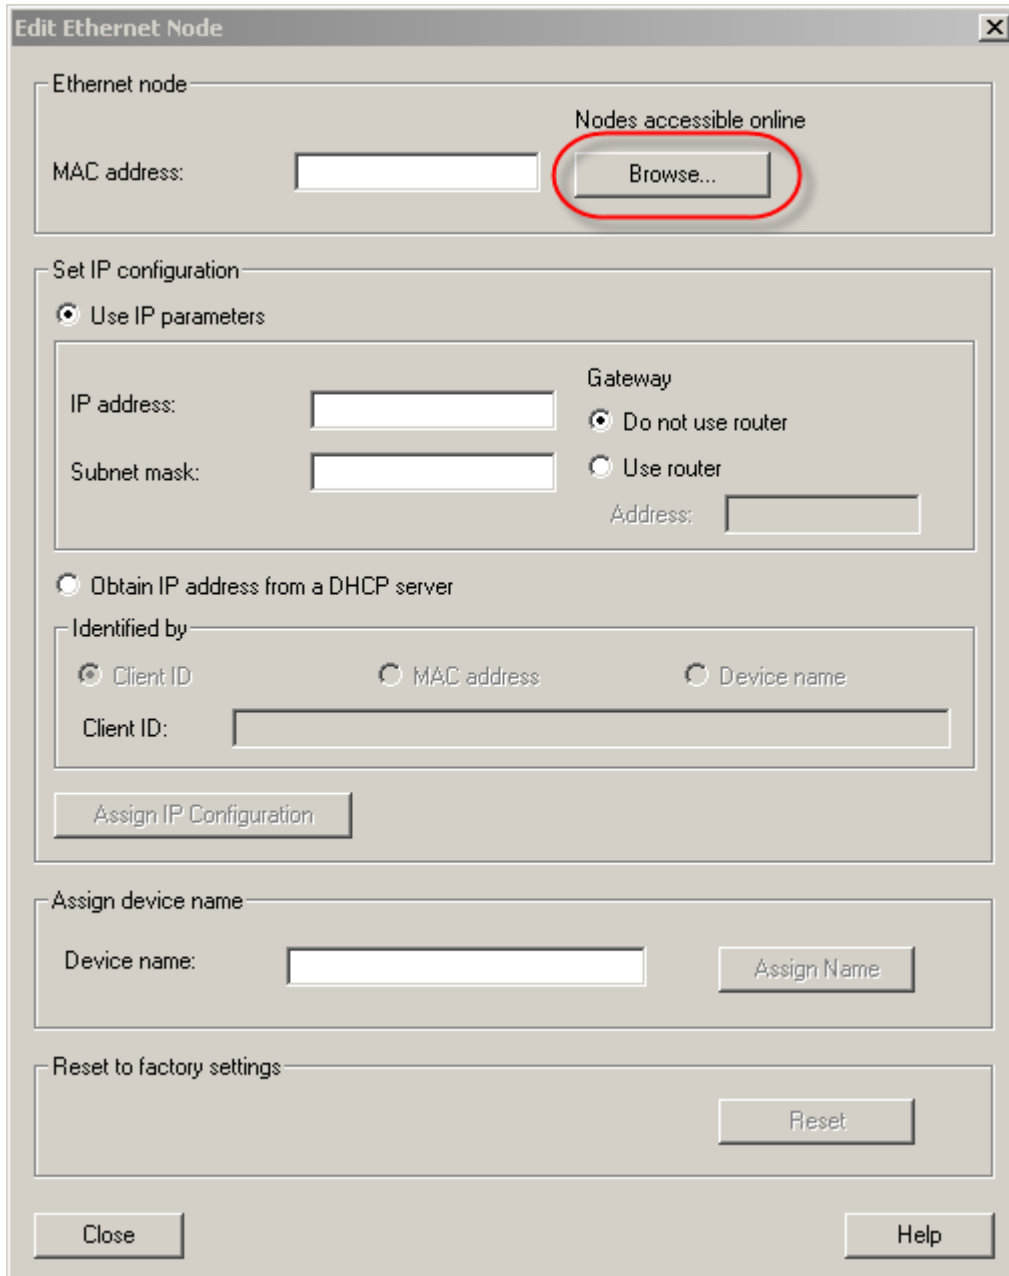 Edit Ethernet Node
Ethernet node
Nodes accessible online
MAC address:
Browse...
Set IP configuration
Use IP parameters
Gateway
IP address:
Do not use router
Subnet mask:
Use router
Address:
Obtain IP address from a DHCP server
Identified by
Client ID
MAC address
Device name
Client ID:
Assign IP Configuration
Assign device name
Device name:
Assign Name
Reset to factory settings
Reset
Close
Help